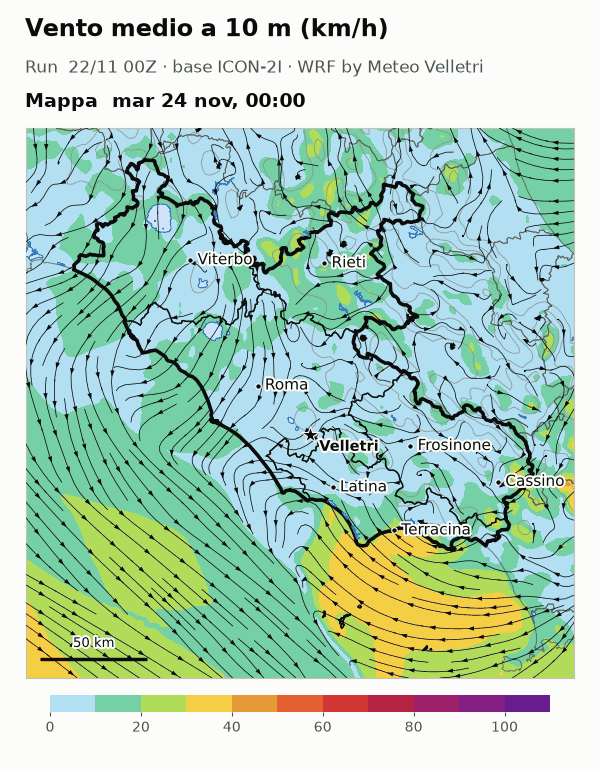 Vento medio a 10 m (km/h)
Run  22/11 00Z · base ICON-2I · WRF by Meteo Velletri
Mappa  mar 24 nov, 00:00
Viterbo
Rieti
Roma
Velletri
Frosinone
Cassino
Latina
Terracina
50 km
0 20 40 60 80 100